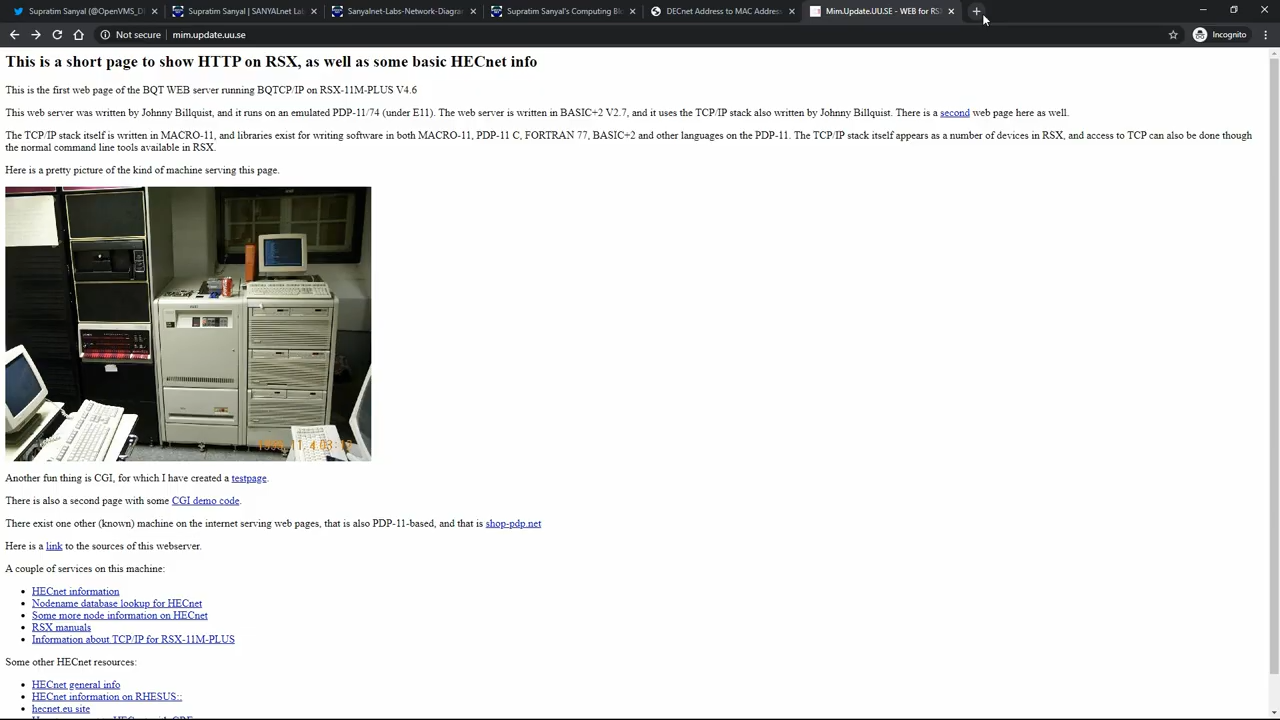 Supratim Sanyal (@OpenVMS_D
Supratim Sanyal | SANYALnet Lab
Sanyalnet-Labs-Network-Diagram
Supratim Sanyal's Computing Bl
DECnet Address to MAC Address
Mim.Update.UU.SE - WEB for RS
Not secure
mim.update.uu.se
Incognito
This is a short page to show HTTP on RSX, as well as some basic HECnet info
This is the first web page of the BQT WEB server running BQTCP/IP on RSX-11M-PLUS V4.6
This web server was written by Johnny Billquist, and it runs on an emulated PDP-11/74 (under E11). The web server is written in BASIC+2 V2.7, and it uses the TCP/IP stack also written by Johnny Billquist. There is a second web page here as well.
The TCP/IP stack itself is written in MACRO-11, and libraries exist for writing software in both MACRO-11, PDP-11 C, FORTRAN 77, BASIC+2 and other languages on the PDP-11. The TCP/IP stack itself appears as a number of devices in RSX, and access to TCP can also be done though
the normal command line tools available in RSX.
Here is a pretty picture of the kind of machine serving this page.
Another fun thing is CGI, for which I have created a testpage.
There is also a second page with some CGI demo code.
There exist one other (known) machine on the internet serving web pages, that is also PDP-11-based, and that is shop-pdp.net
Here is a link to the sources of this webserver.
A couple of services on this machine:
HECnet information
Nodename database lookup for HECnet
Some more node information on HECnet
RSX manuals
Information about TCP/IP for RSX-11M-PLUS
Some other HECnet resources:
HECnet general info
HECnet information on RHESUS::
hecnet.eu site